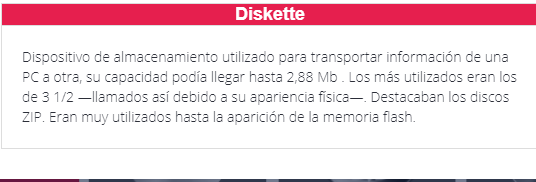 Diskette
Dispositivo de almacenamiento utilizado para transportar información de una
PC a otra, su capacidad podía llegar hasta 2,88 Mb . Los más utilizados eran los
de 3 1/2 —llamados así debido a su apariencia física—. Destacaban los discos
ZIP. Eran muy utilizados hasta la aparición de la memoria flash.